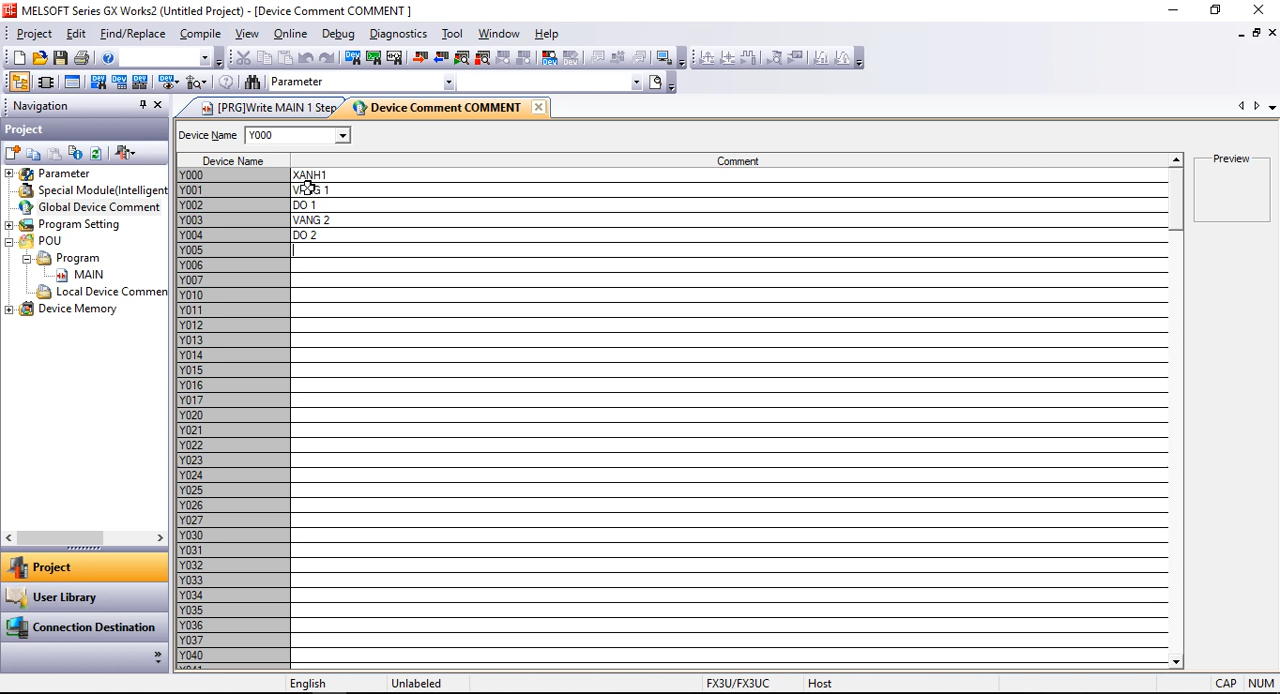 MELSOFT Series GX Works2 (Untitled Project) - [Device Comment COMMENT ]
Project Edit Find/Replace Compile View Online Debug Diagnostics Tool Window Help
Parameter
Navigation
[PRG]Write MAIN 1 Step
Device Comment COMMENT
Project
Device Name Y000
Device Name Comment Preview
Parameter
Special Module(Intelligent
Global Device Comment
Program Setting
POU
Program
MAIN
Local Device Commen
Device Memory
Y000 XANH1
Y001 1
Y002 DO 1
Y003 VANG 2
Y004 DO 2
Y005
Y006
Y007
Y010
Y011
Y012
Y013
Y014
Y015
Y016
Y017
Y020
Y021
Y022
Y023
Y024
Y025
Y026
Y027
Y030
Y031
Y032
Y033
Y034
Y035
Y036
Y037
Y040
Project
User Library
Connection Destination
English Unlabeled FX3U/FX3UC Host CAP NUM